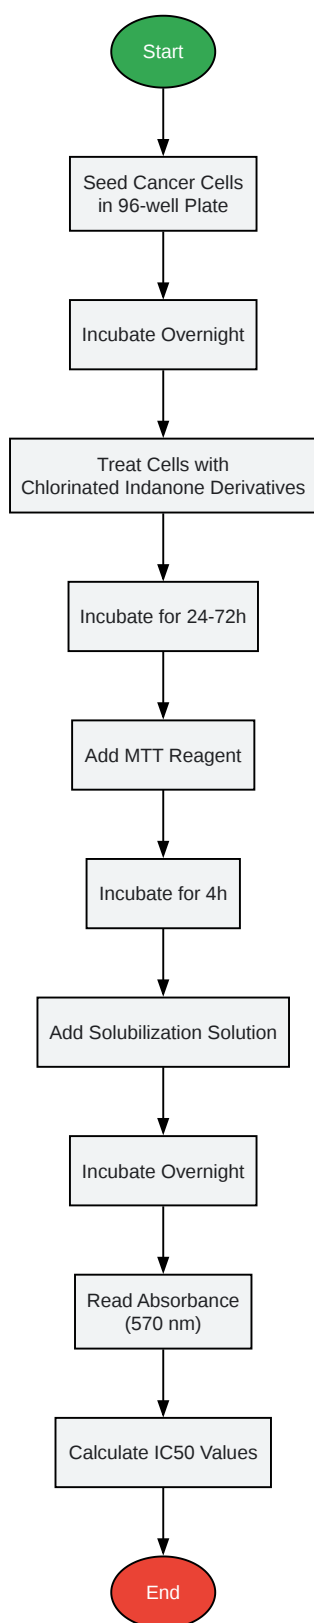 Start
Seed Cancer Cells
in 96-well Plate
Incubate Overnight
Treat Cells with
Chlorinated Indanone Derivatives
Incubate for 24-72h
Add MTT Reagent
Incubate for 4h
Add Solubilization Solution
Incubate Overnight
Read Absorbance
(570 nm)
Calculate IC50 Values
End